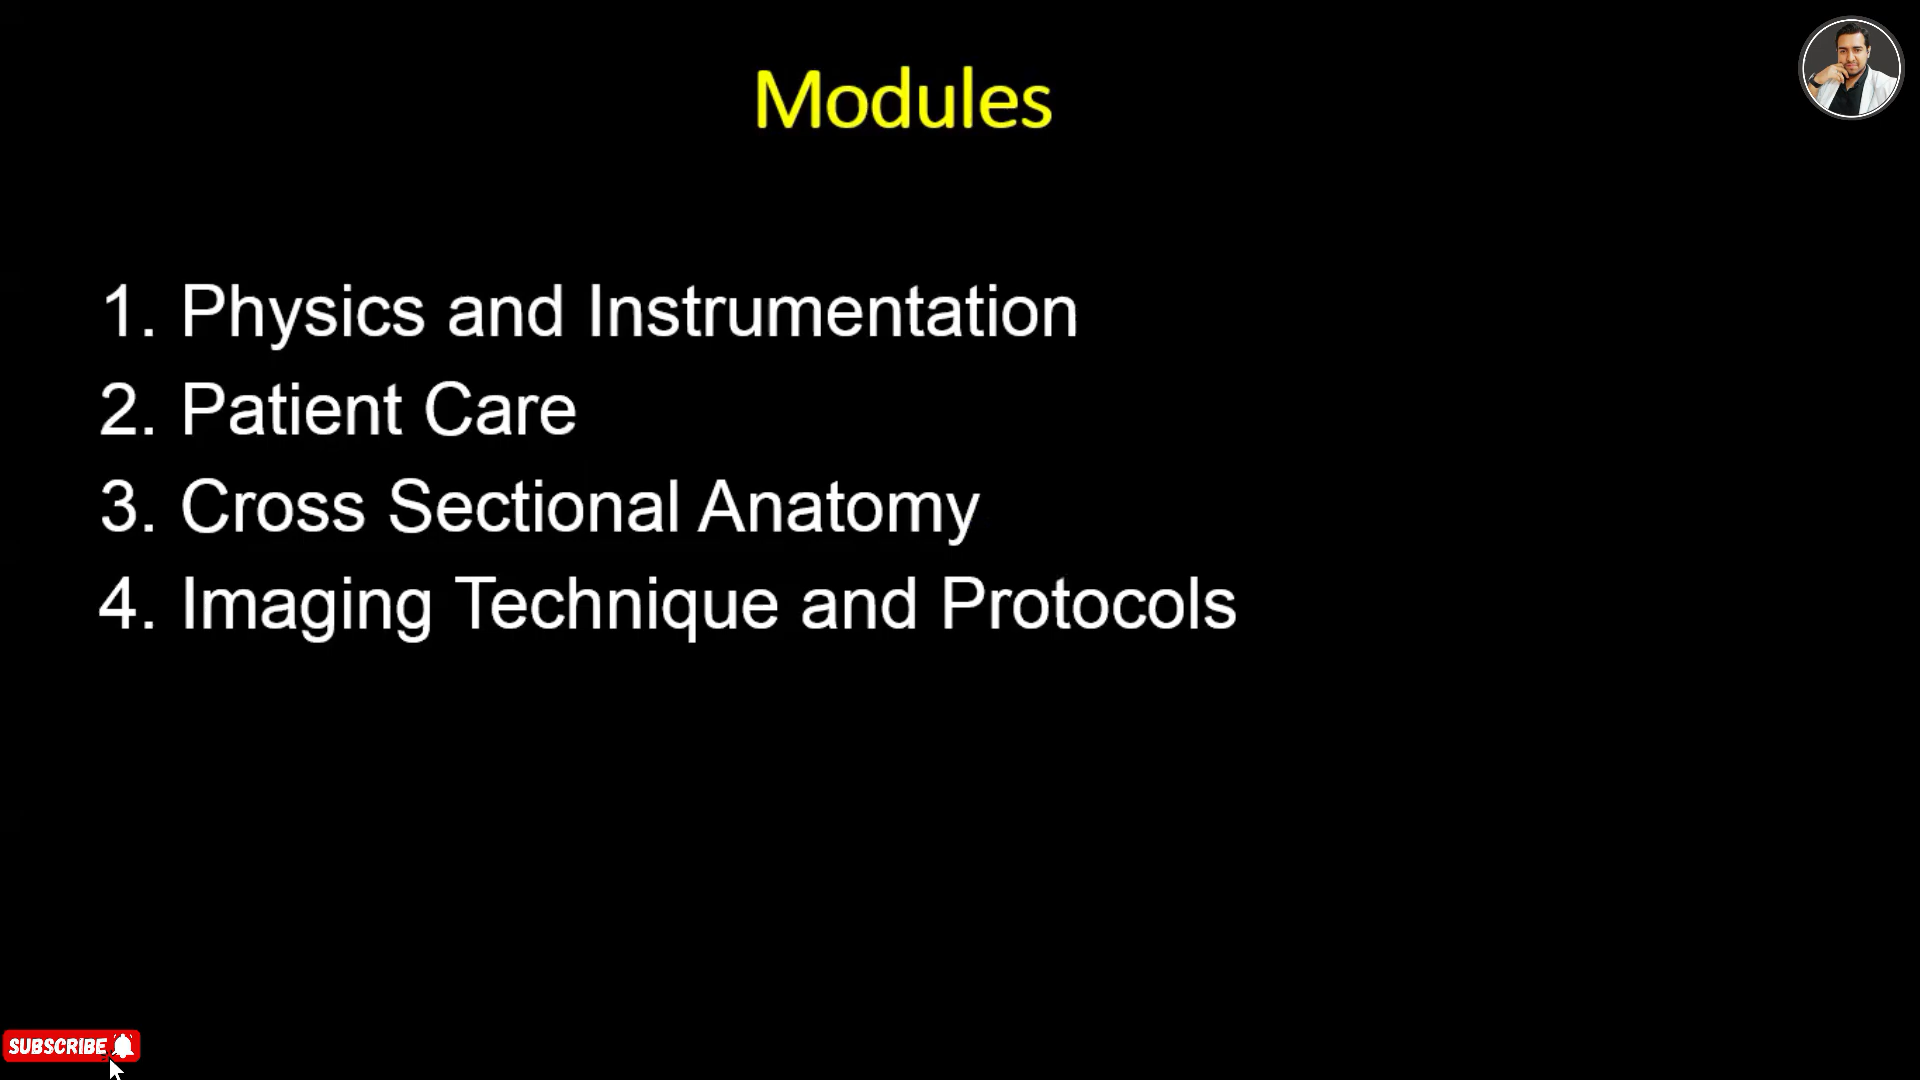 Modules
1. Physics and Instrumentation
2. Patient Care
3. Cross Sectional Anatomy
4. Imaging Technique and Protocols
SUBSCRIBE